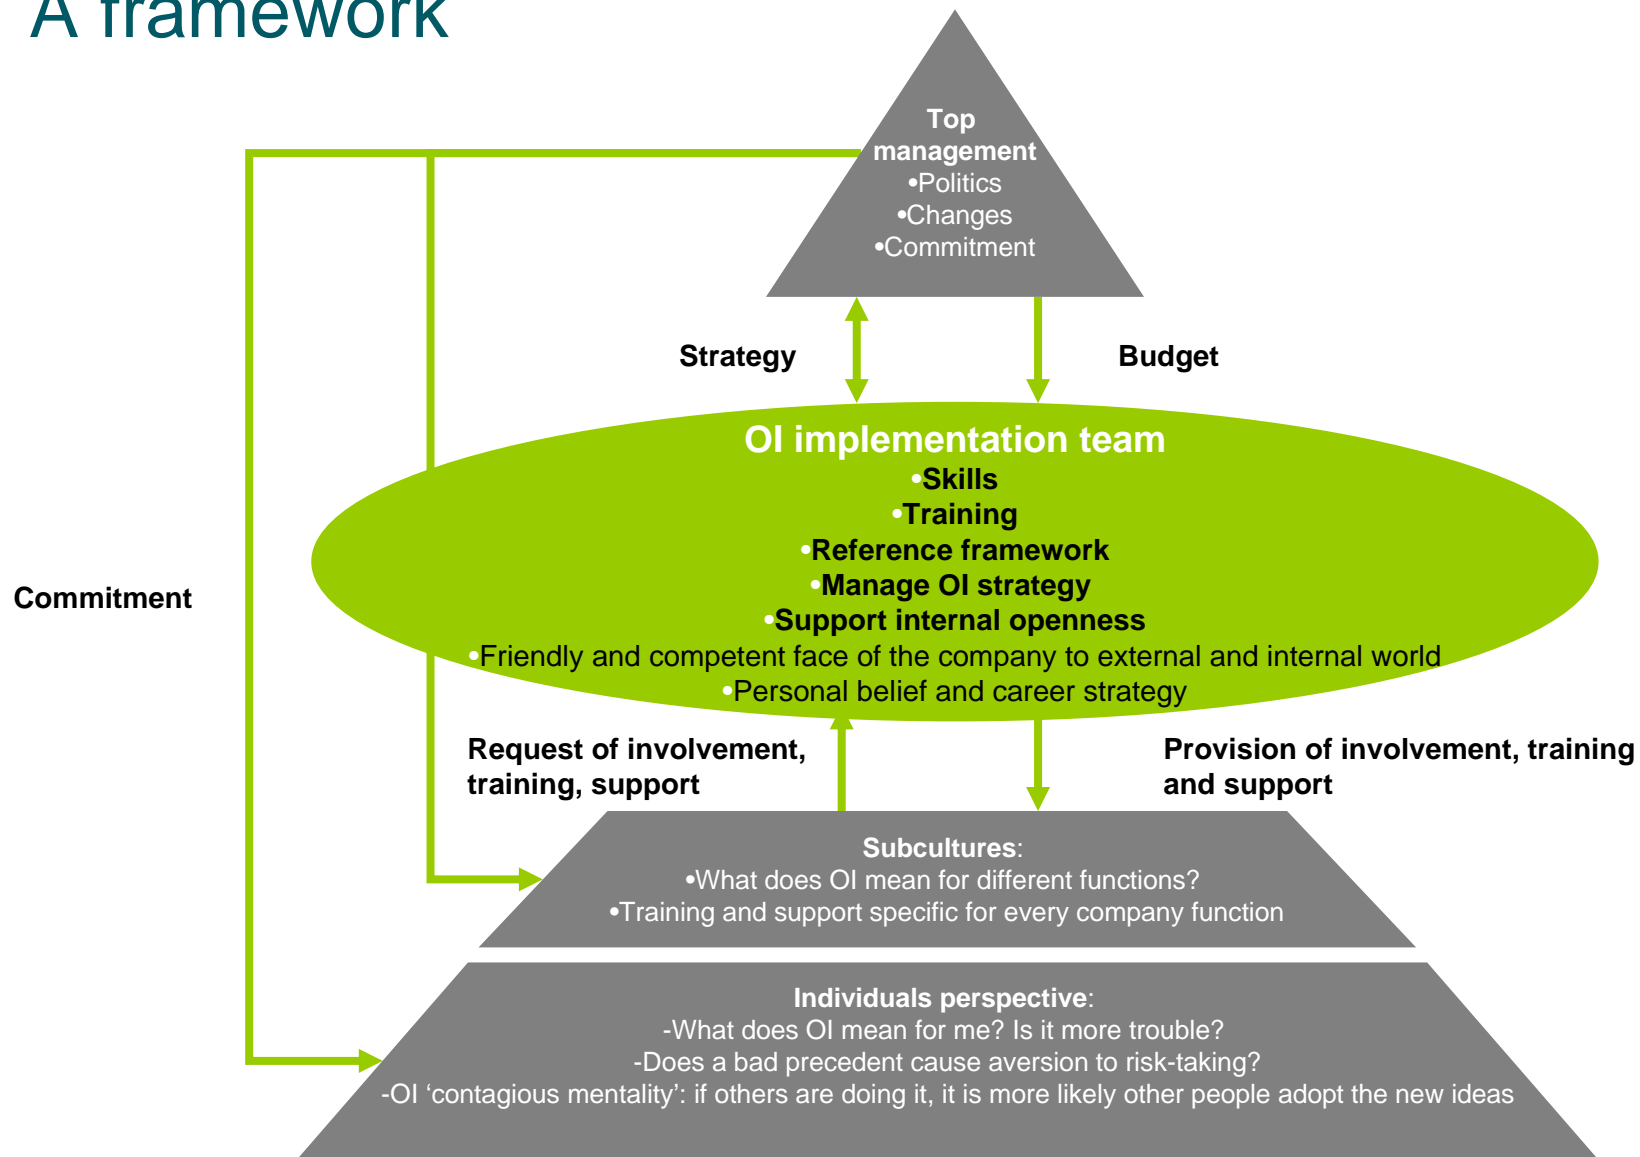 A framework
Top
management
•Politics
•Changes
•Commitment
Strategy
Budget
OI implementation team
•Skills
•Training
•Reference framework
•Manage OI strategy
•Support internal openness
•Friendly and competent face of the company to external and internal world
•Personal belief and career strategy
Commitment
Request of involvement,
training, support
Provision of involvement, training
and support
Subcultures:
•What does OI mean for different functions?
•Training and support specific for every company function
Individuals perspective:
-What does OI mean for me? Is it more trouble?
-Does a bad precedent cause aversion to risk-taking?
-OI ‘contagious mentality’: if others are doing it, it is more likely other people adopt the new ideas